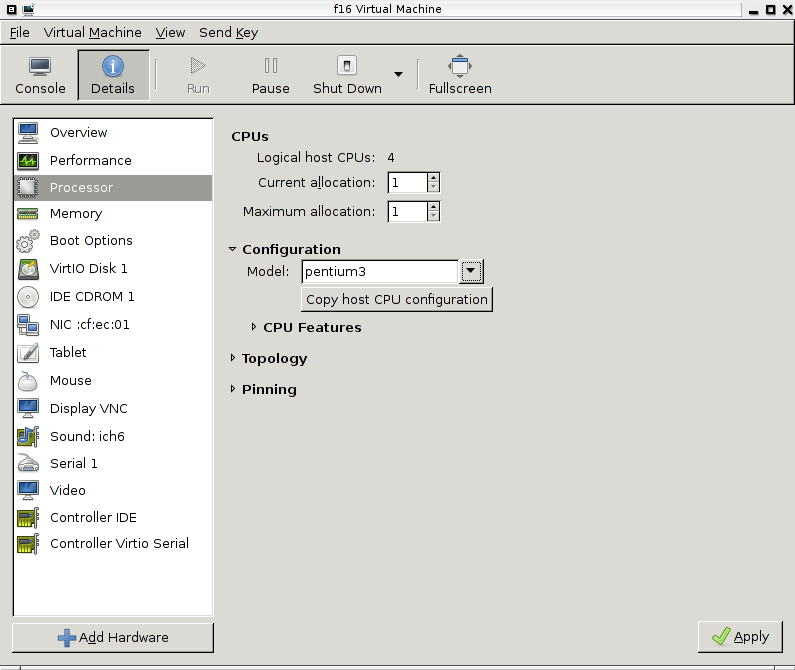 f16 Virtual Machine
File Virtual Machine View Send Key
Console Details Run Pause Shut Down Fullscreen
Overview
Performance
Processor
Memory
Boot Options
VirtIO Disk 1
IDE CDROM 1
NIC :cf:ec:01
Tablet
Mouse
Display VNC
Sound: ich6
Serial 1
Video
Controller IDE
Controller Virtio Serial
Add Hardware
CPUs
Logical host CPUs: 4
Current allocation: 1
Maximum allocation: 1
Configuration
Model: pentium3
Copy host CPU configuration
CPU Features
Topology
Pinning
Apply